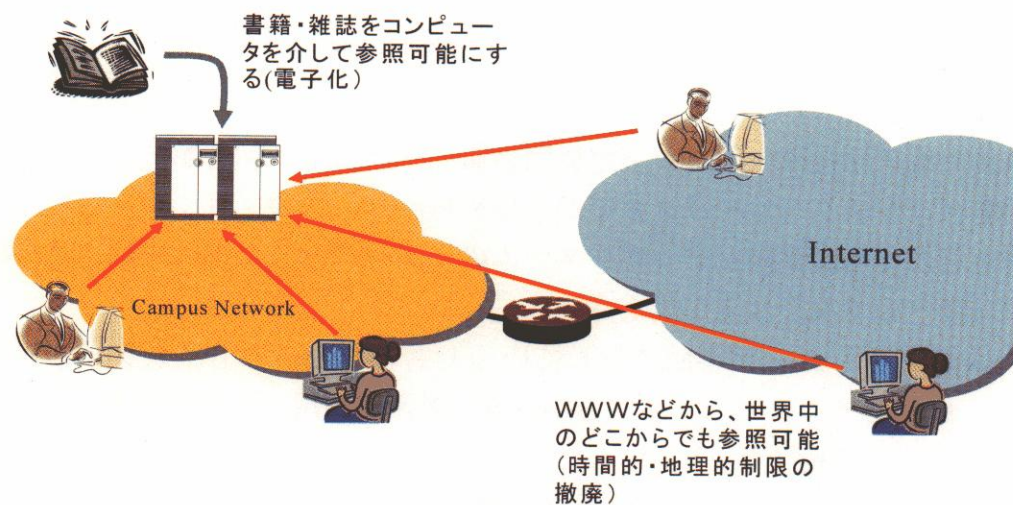 書籍・雑誌をコンピュー
タを介して参照可能にす
る(電子化）
Internet
Campus Network
WWWなどから、世界中
のどこからでも参照可能
（時間的・地理的制限の
撤廃）